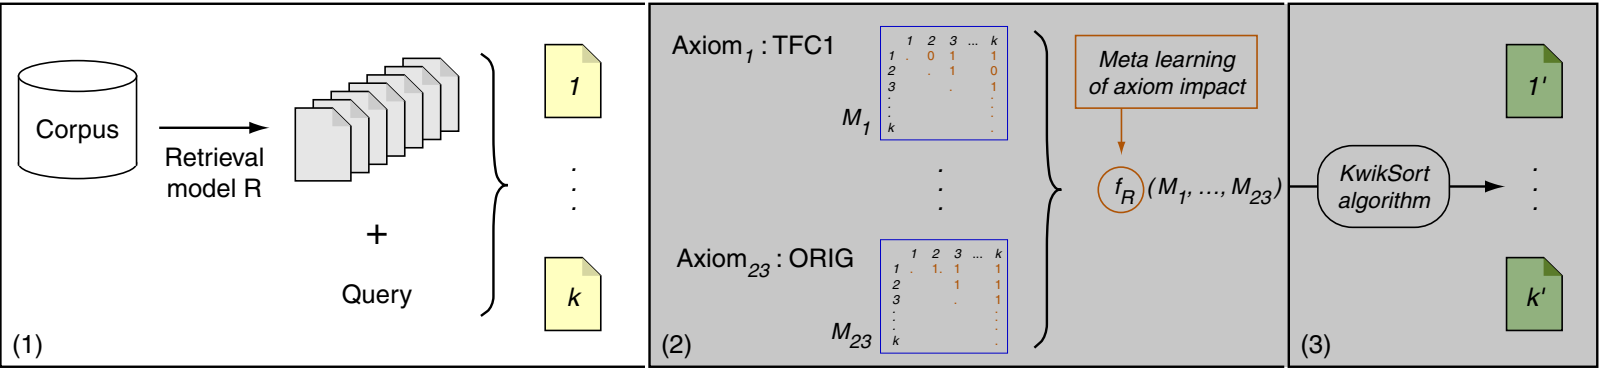 Corpus
Retrieval
model R
+
Query
1
.
.
.
k
(1)
Axiom1 : TFC1
1 2 3 ... k
1 . 0 1 1
2 . 1 0
3 . 1
.
.
.
k .
M1
.
.
.
Axiom23 : ORIG
1 2 3 ... k
1 . 1. 1 1
2 1 1
3 . 1
.
.
.
k .
M23
(2)
Meta learning
of axiom impact
fR (M1, ..., M23)
KwikSort
algorithm
1'
.
.
.
k'
(3)